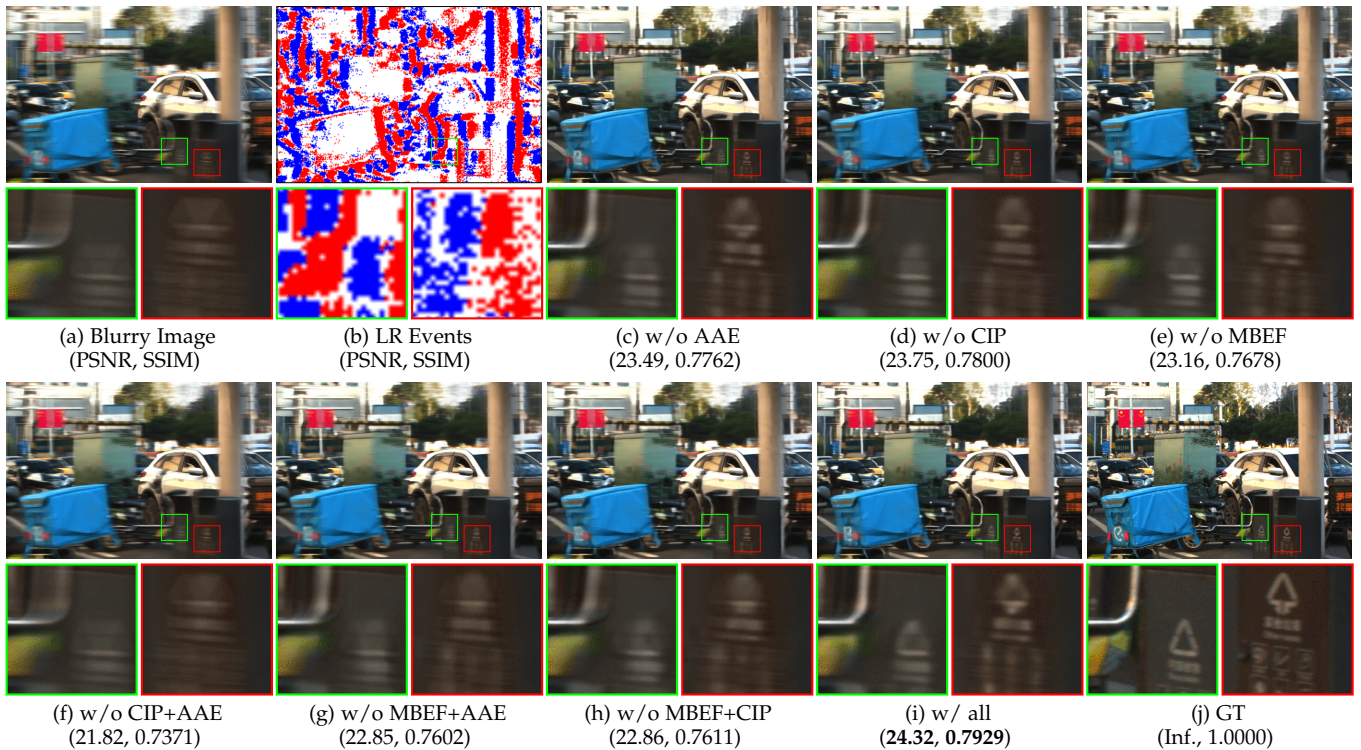 (a) Blurry Image
(PSNR, SSIM)
(b) LR Events
(PSNR, SSIM)
(c) w/o AAE
(23.49, 0.7762)
(d) w/o CIP
(23.75, 0.7800)
(e) w/o MBEF
(23.16, 0.7678)
(f) w/o CIP+AAE
(21.82, 0.7371)
(g) w/o MBEF+AAE
(22.85, 0.7602)
(h) w/o MBEF+CIP
(22.86, 0.7611)
(i) w/ all
(24.32, 0.7929)
(j) GT
(Inf., 1.0000)